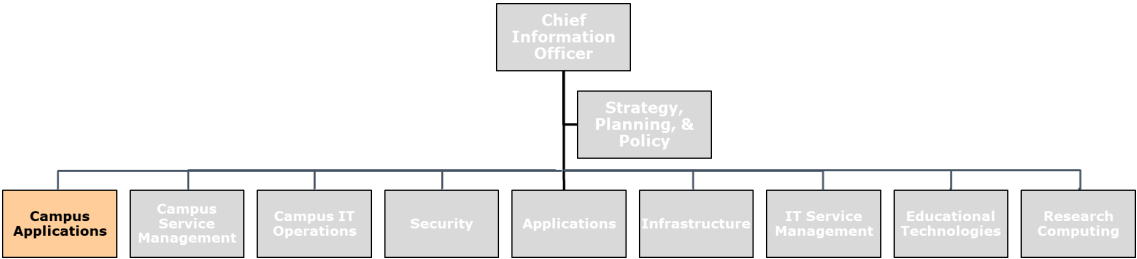 Chief
Information
Officer
Strategy,
Planning, &
Policy
Campus
Applications
Campus
Service
Management
Campus IT
Operations
Security
Applications
Infrastructure
IT Service
Management
Educational
Technologies
Research
Computing